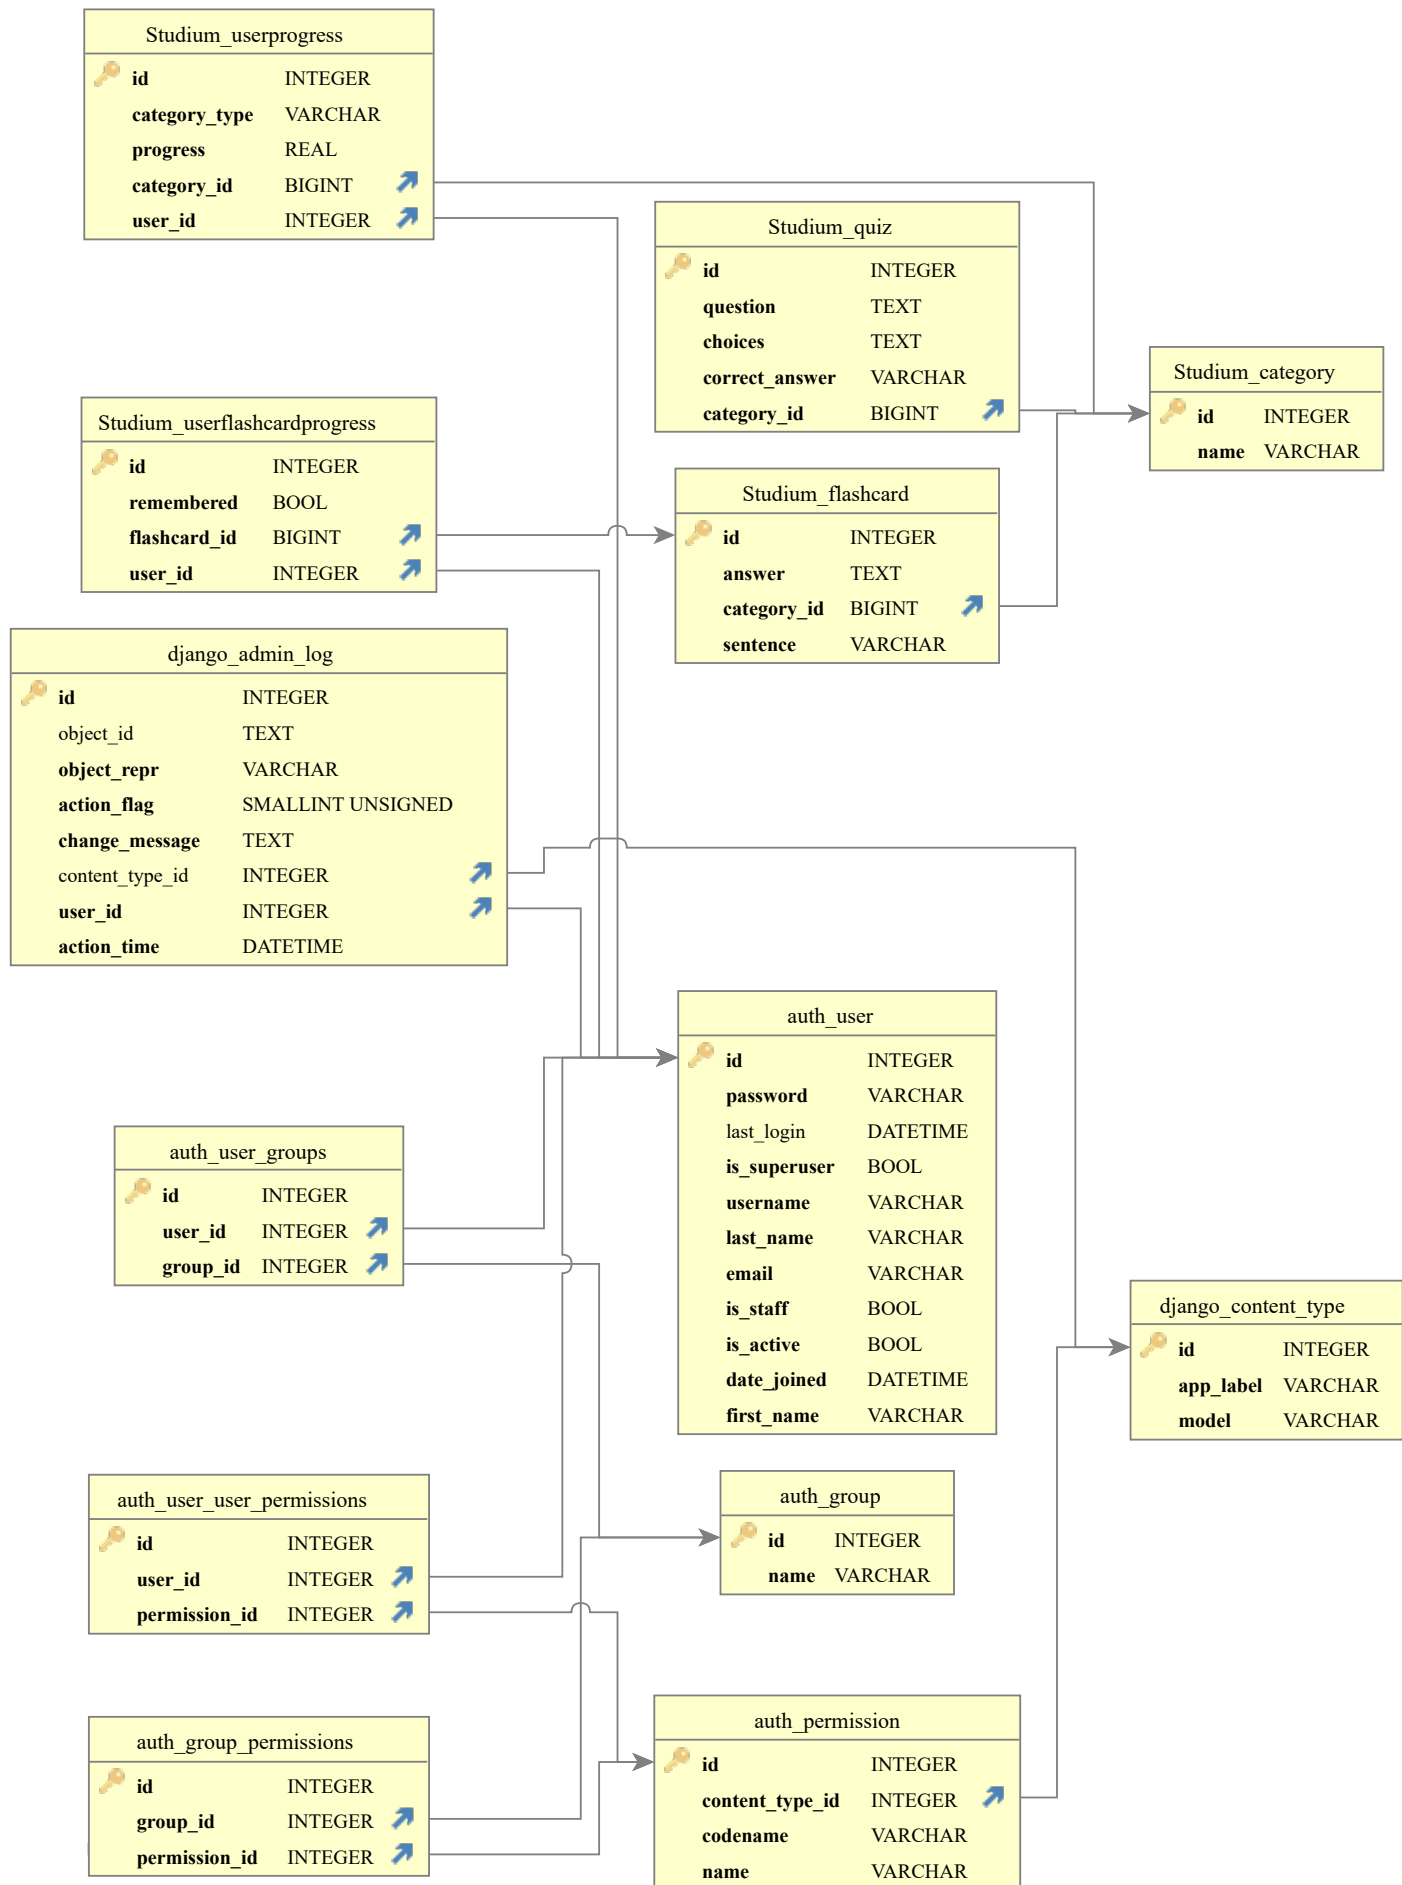 Studium_userprogress
id INTEGER
category_type VARCHAR
progress REAL
category_id BIGINT
user_id INTEGER
Studium_quiz
id INTEGER
question TEXT
choices TEXT
correct_answer VARCHAR
category_id BIGINT
Studium_category
id INTEGER
name VARCHAR
Studium_userflashcardprogress
id INTEGER
remembered BOOL
flashcard_id BIGINT
user_id INTEGER
Studium_flashcard
id INTEGER
answer TEXT
category_id BIGINT
sentence VARCHAR
django_admin_log
id INTEGER
object_id TEXT
object_repr VARCHAR
action_flag SMALLINT UNSIGNED
change_message TEXT
content_type_id INTEGER
user_id INTEGER
action_time DATETIME
auth_user
id INTEGER
password VARCHAR
last_login DATETIME
is_superuser BOOL
username VARCHAR
last_name VARCHAR
email VARCHAR
is_staff BOOL
is_active BOOL
date_joined DATETIME
first_name VARCHAR
auth_user_groups
id INTEGER
user_id INTEGER
group_id INTEGER
django_content_type
id INTEGER
app_label VARCHAR
model VARCHAR
auth_user_user_permissions
id INTEGER
user_id INTEGER
permission_id INTEGER
auth_group
id INTEGER
name VARCHAR
auth_group_permissions
id INTEGER
group_id INTEGER
permission_id INTEGER
auth_permission
id INTEGER
content_type_id INTEGER
codename VARCHAR
name VARCHAR